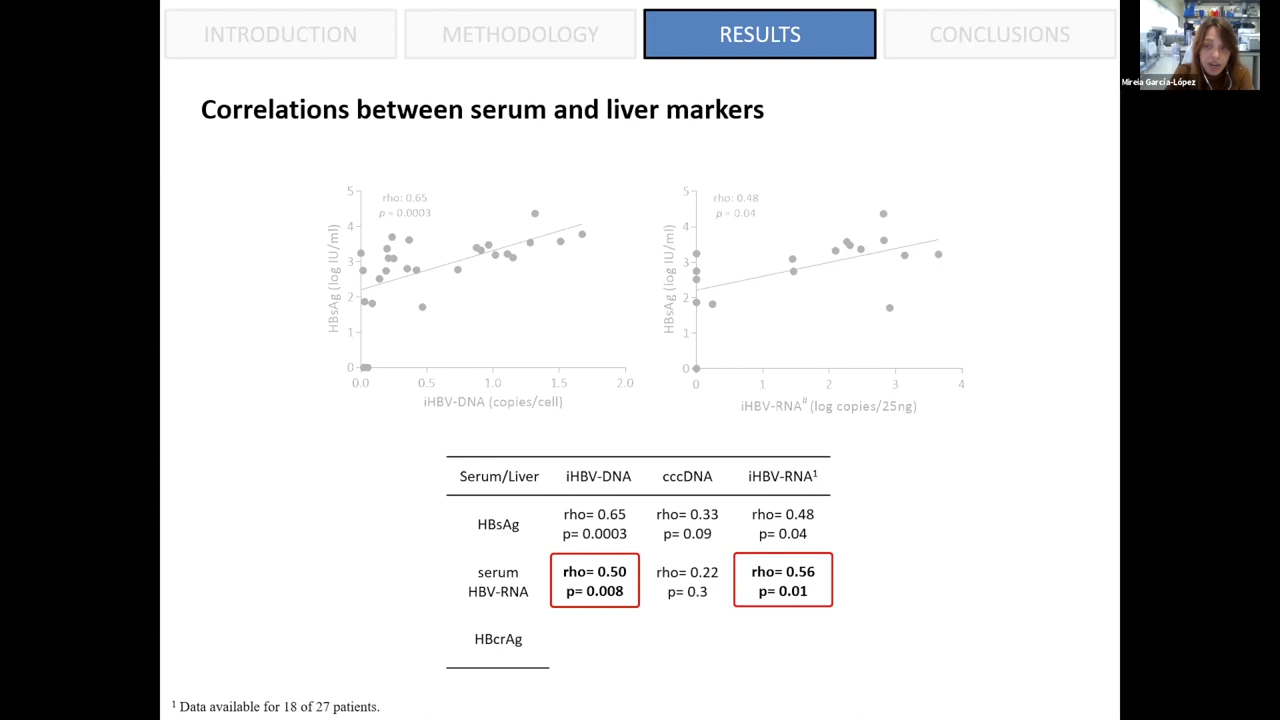 INTRODUCTION
METHODOLOGY
RESULTS
CONCLUSIONS
Mireia García-López
Correlations between serum and liver markers
5
4
3
2
1
0
HBsAg (log IU/ml)
rho: 0.65
p = 0.0003
0.0 0.5 1.0 1.5 2.0
iHBV-DNA (copies/cell)
5
4
3
2
1
0
HBsAg (log IU/ml)
rho: 0.48
p = 0.04
0 1 2 3 4
iHBV-RNA# (log copies/25ng)
Serum/Liver iHBV-DNA cccDNA iHBV-RNA¹
HBsAg
rho= 0.65 rho= 0.33 rho= 0.48
p= 0.0003 p= 0.09 p= 0.04
serum rho= 0.50 rho= 0.22 rho= 0.56
HBV-RNA p= 0.008 p= 0.3 p= 0.01
HBcrAg
¹ Data available for 18 of 27 patients.